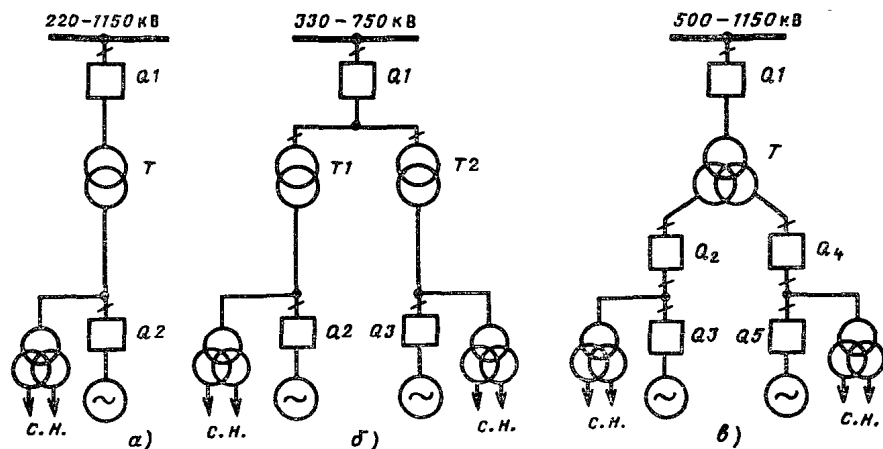 220-1150 кВ
330-750 кВ
500-1150 кВ
Q1
Q1
Q1
T
T1
T2
T
Q2
Q4
Q2
Q2
Q3
Q3
Q5
с.н.
а)
с.н.
б)
с.н.
с.н.
в)
с.н.